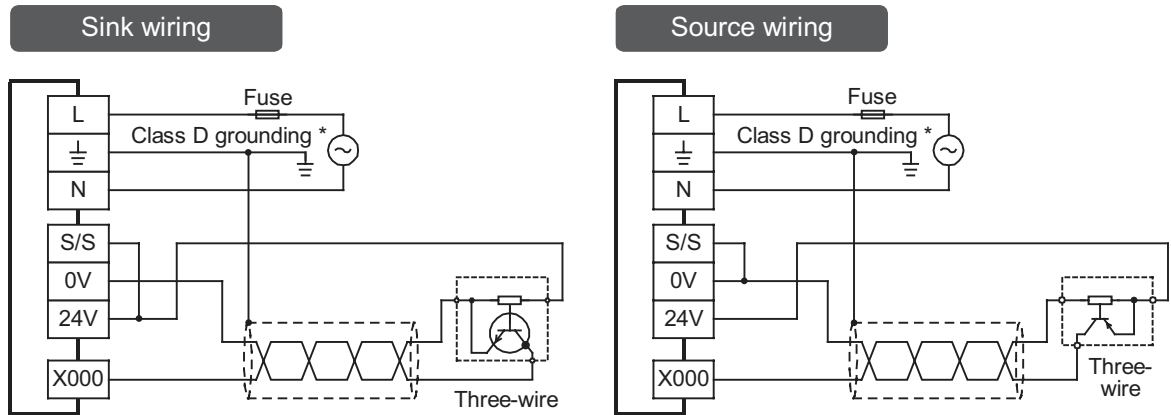 Sink wiring
Source wiring
L
Fuse
Class D grounding *
N
S/S
0V
24V
X000
Three-wire
L
Fuse
Class D grounding *
N
S/S
0V
24V
X000
Three-
wire